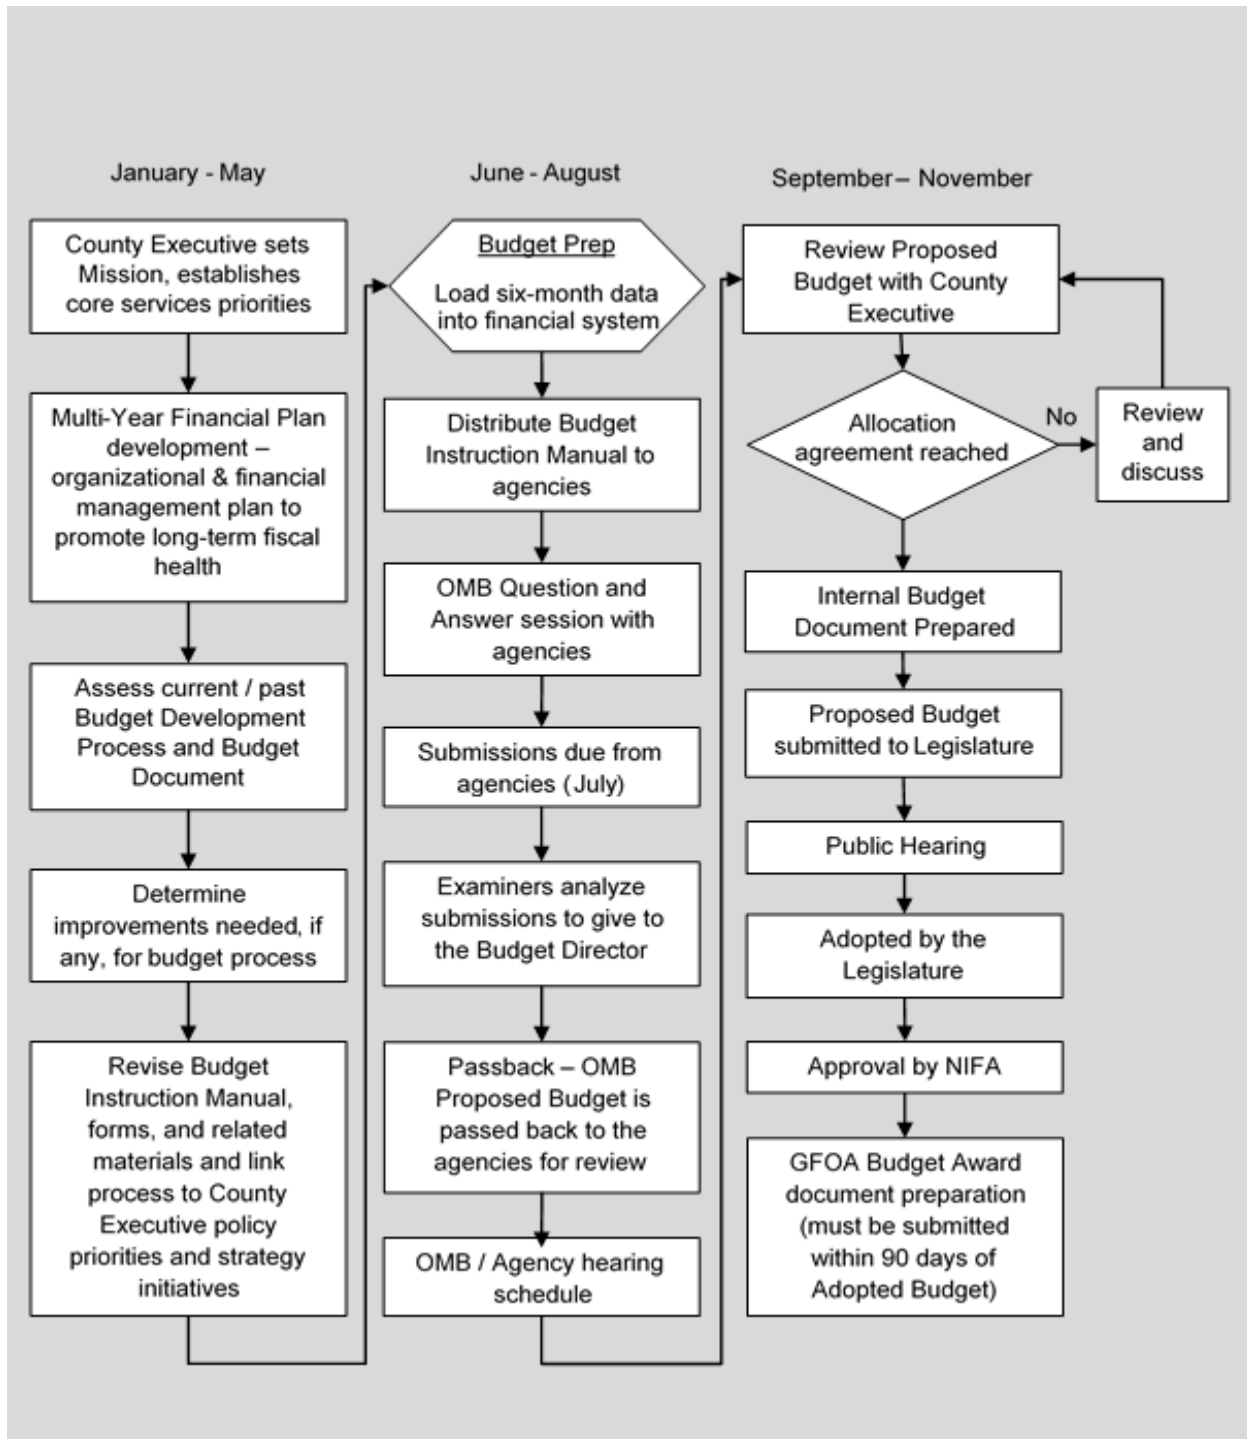 January - May
County Executive sets
Mission, establishes
core services priorities
Multi-Year Financial Plan
development –
organizational & financial
management plan to
promote long-term fiscal
health
Assess current / past
Budget Development
Process and Budget
Document
Determine
improvements needed, if
any, for budget process
Revise Budget
Instruction Manual,
forms, and related
materials and link
process to County
Executive policy
priorities and strategy
initiatives
June - August
Budget Prep
Load six-month data
into financial system
Distribute Budget
Instruction Manual to
agencies
OMB Question and
Answer session with
agencies
Submissions due from
agencies (July)
Examiners analyze
submissions to give to
the Budget Director
Passback – OMB
Proposed Budget is
passed back to the
agencies for review
OMB / Agency hearing
schedule
September – November
Review Proposed
Budget with County
Executive
Allocation
agreement reached
No
Review
and
discuss
Internal Budget
Document Prepared
Proposed Budget
submitted to Legislature
Public Hearing
Adopted by the
Legislature
Approval by NIFA
GFOA Budget Award
document preparation
(must be submitted
within 90 days of
Adopted Budget)